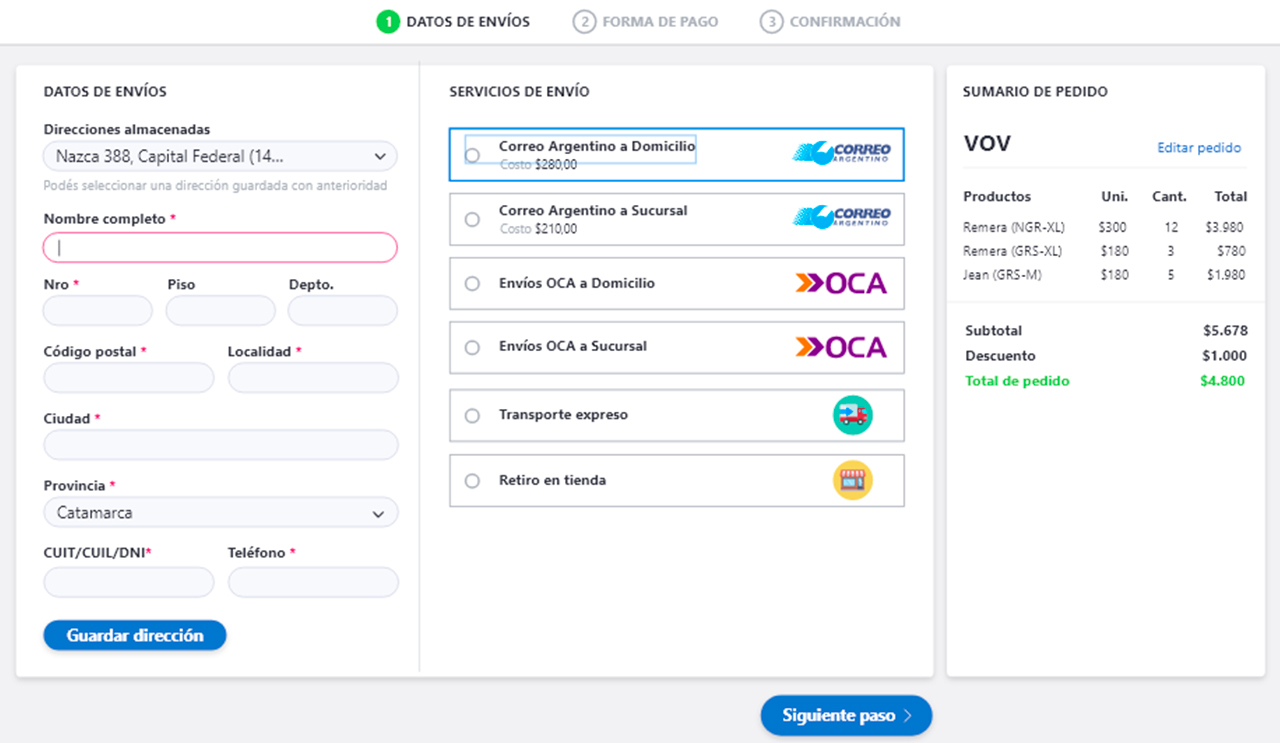 1 DATOS DE ENVÍOS 2 FORMA DE PAGO 3 CONFIRMACIÓN
DATOS DE ENVÍOS
Direcciones almacenadas
Nazca 388, Capital Federal (14...
Podés seleccionar una dirección guardada con anterioridad
Nombre completo *
Nro * Piso Depto.
Código postal * Localidad *
Ciudad *
Provincia *
Catamarca
CUIT/CUIL/DNI* Teléfono *
Guardar dirección
SERVICIOS DE ENVÍO
Correo Argentino a Domicilio
Costo $280,00
CORREO
ARGENTINO
Correo Argentino a Sucursal
Costo $210,00
CORREO
ARGENTINO
Envíos OCA a Domicilio OCA
Envíos OCA a Sucursal OCA
Transporte expreso
Retiro en tienda
SUMARIO DE PEDIDO
VOV Editar pedido
Productos Uni. Cant. Total
Remera (NGR-XL) $300 12 $3.980
Remera (GRS-XL) $180 3 $780
Jean (GRS-M) $180 5 $1.980
Subtotal $5.678
Descuento $1.000
Total de pedido $4.800
Siguiente paso >